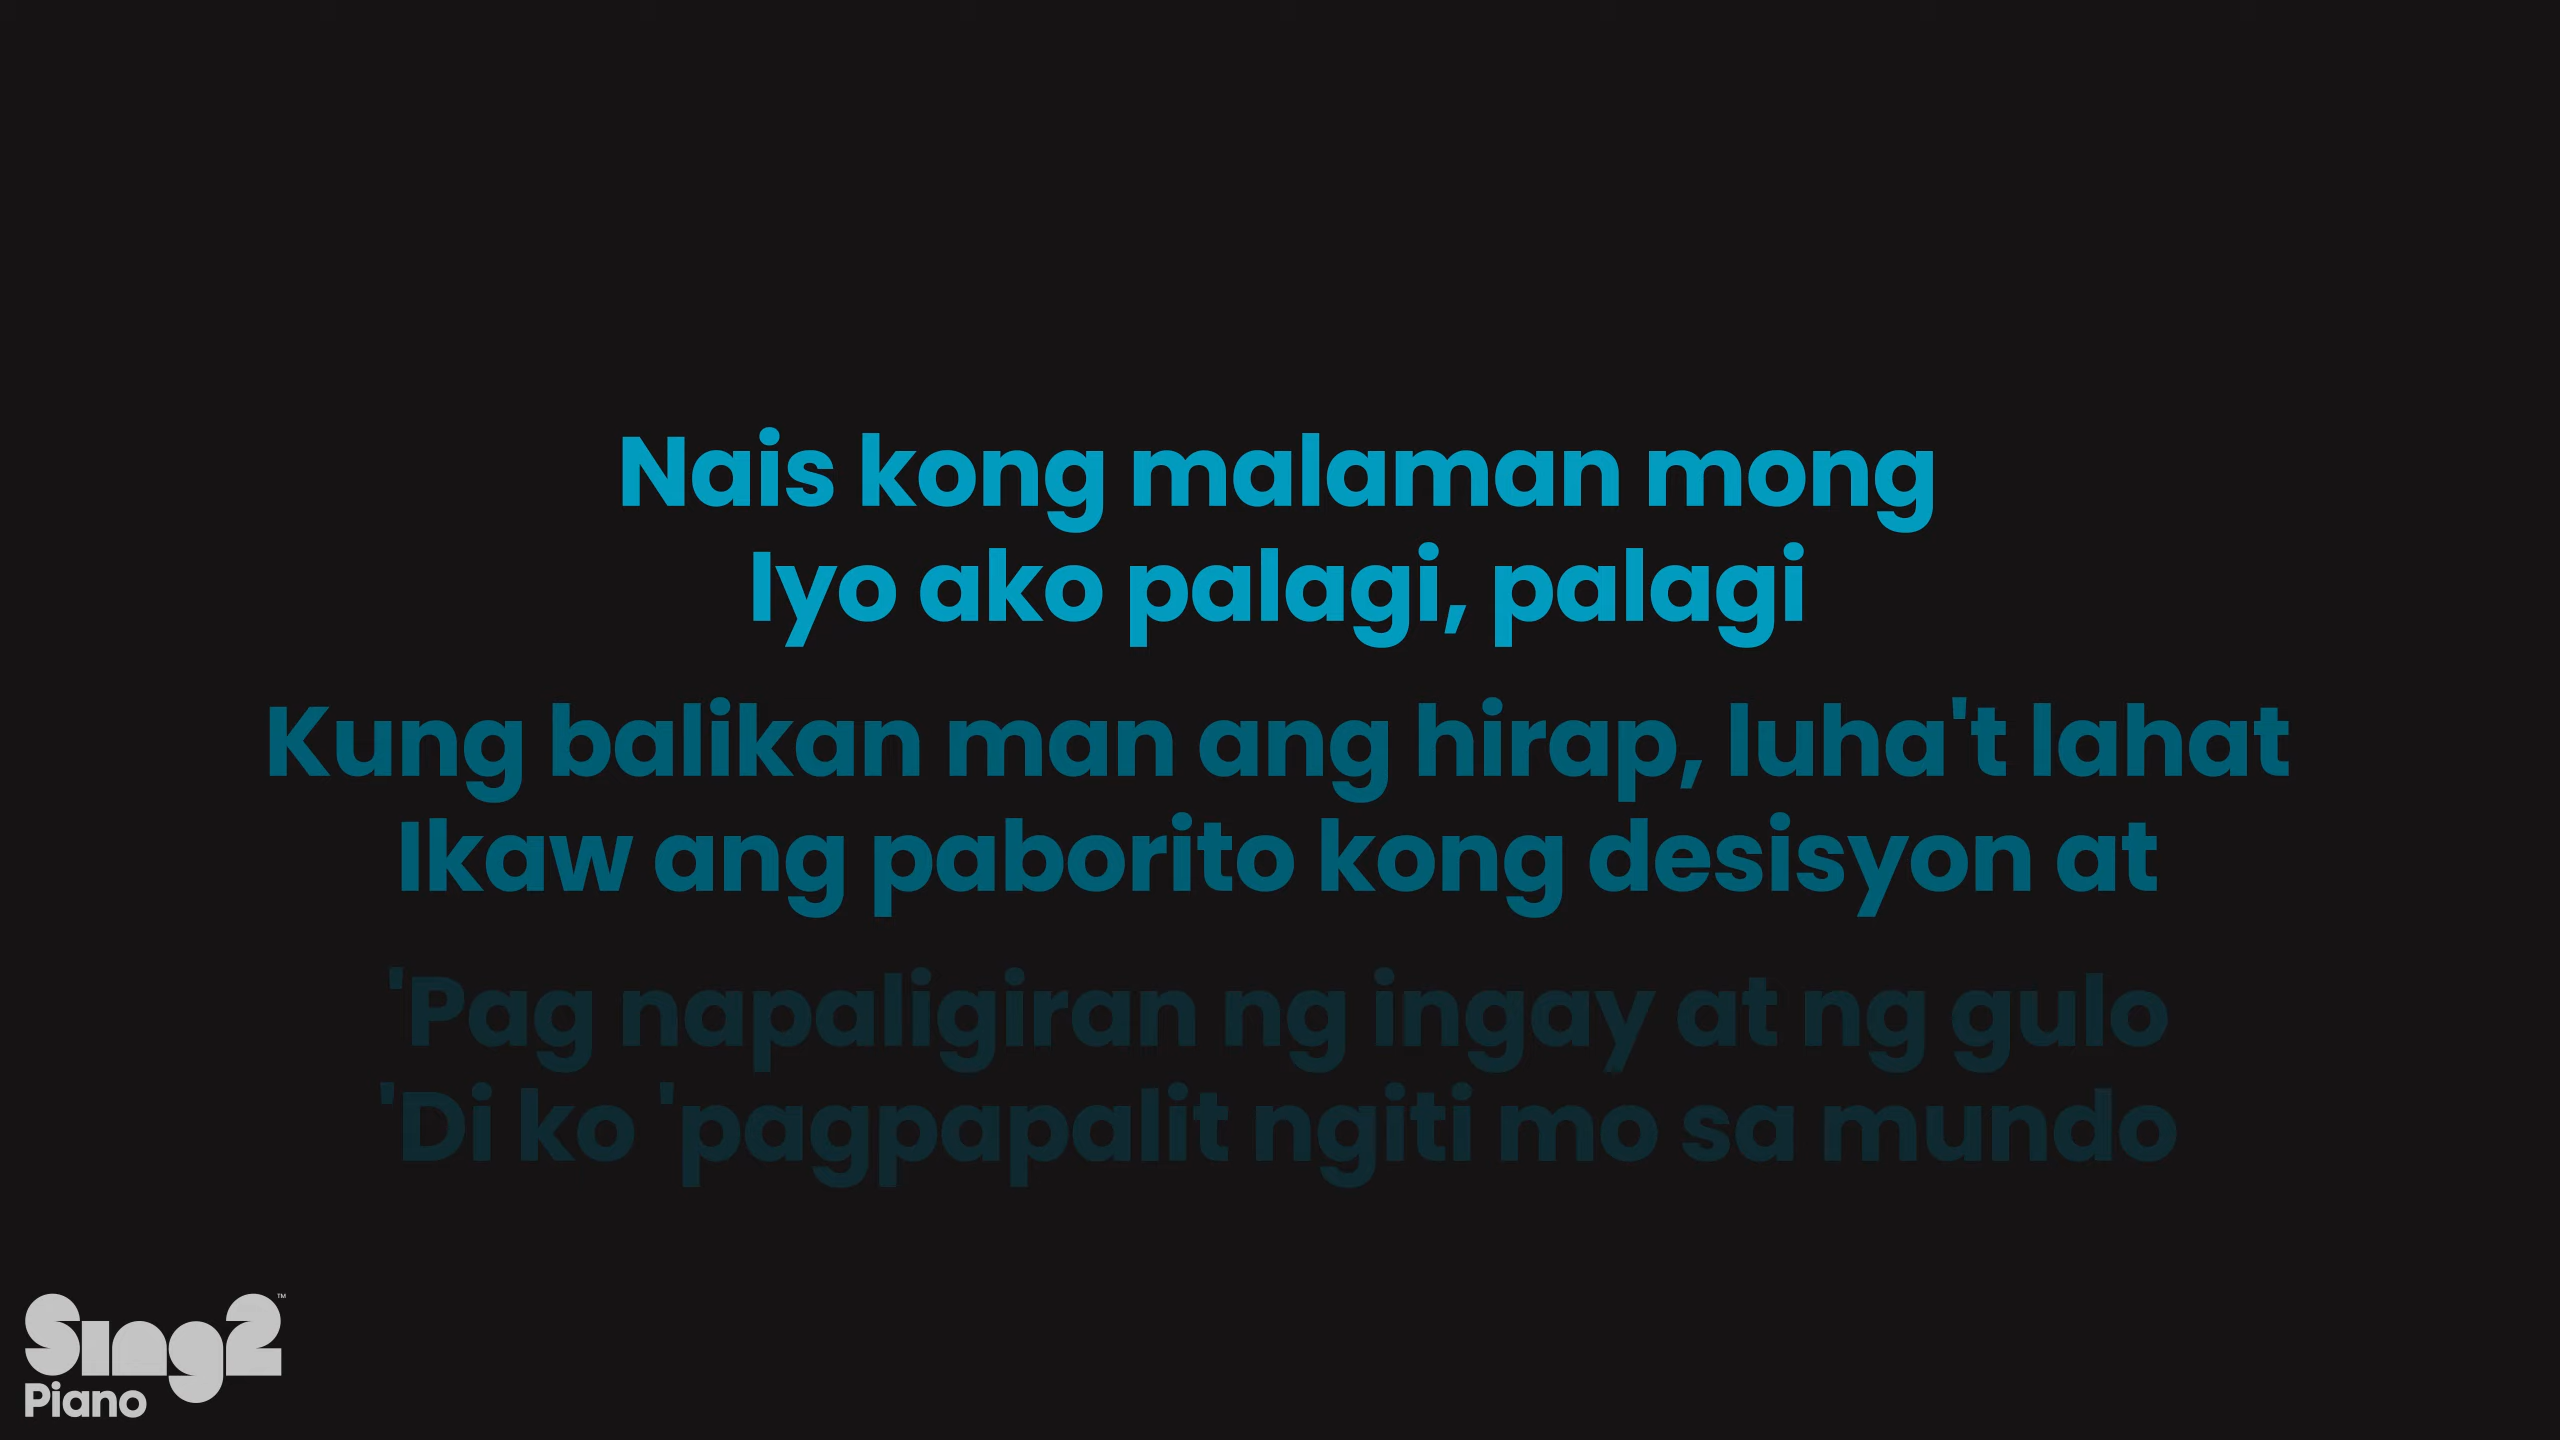 Nais kong malaman mong
Iyo ako palagi, palagi
Kung balikan man ang hirap, luha't lahat
Ikaw ang paborito kong desisyon at
'Pag napaligiran ng ingay at ng gulo
'Di ko 'pagpapalit ngiti mo sa mundo
Sing2™
Piano